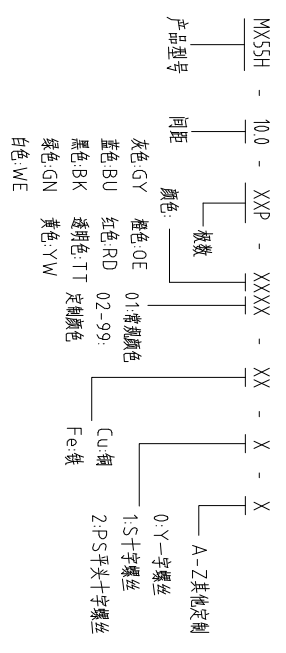 MX55H - 10.0 - XXP - XXXX - XX - X - X
产品型号
间距
极数
颜色:
灰色:GY 橙色:OE
蓝色:BU 红色:RD
黑色:BK 透明色:TT
绿色:GN 黄色:YW
白色:WE
01:常规颜色
02-99:
定制颜色
Cu:铜
Fe:铁
0:Y一字螺丝
1:S十字螺丝
2:PS平头十字螺丝
A-Z其他定制